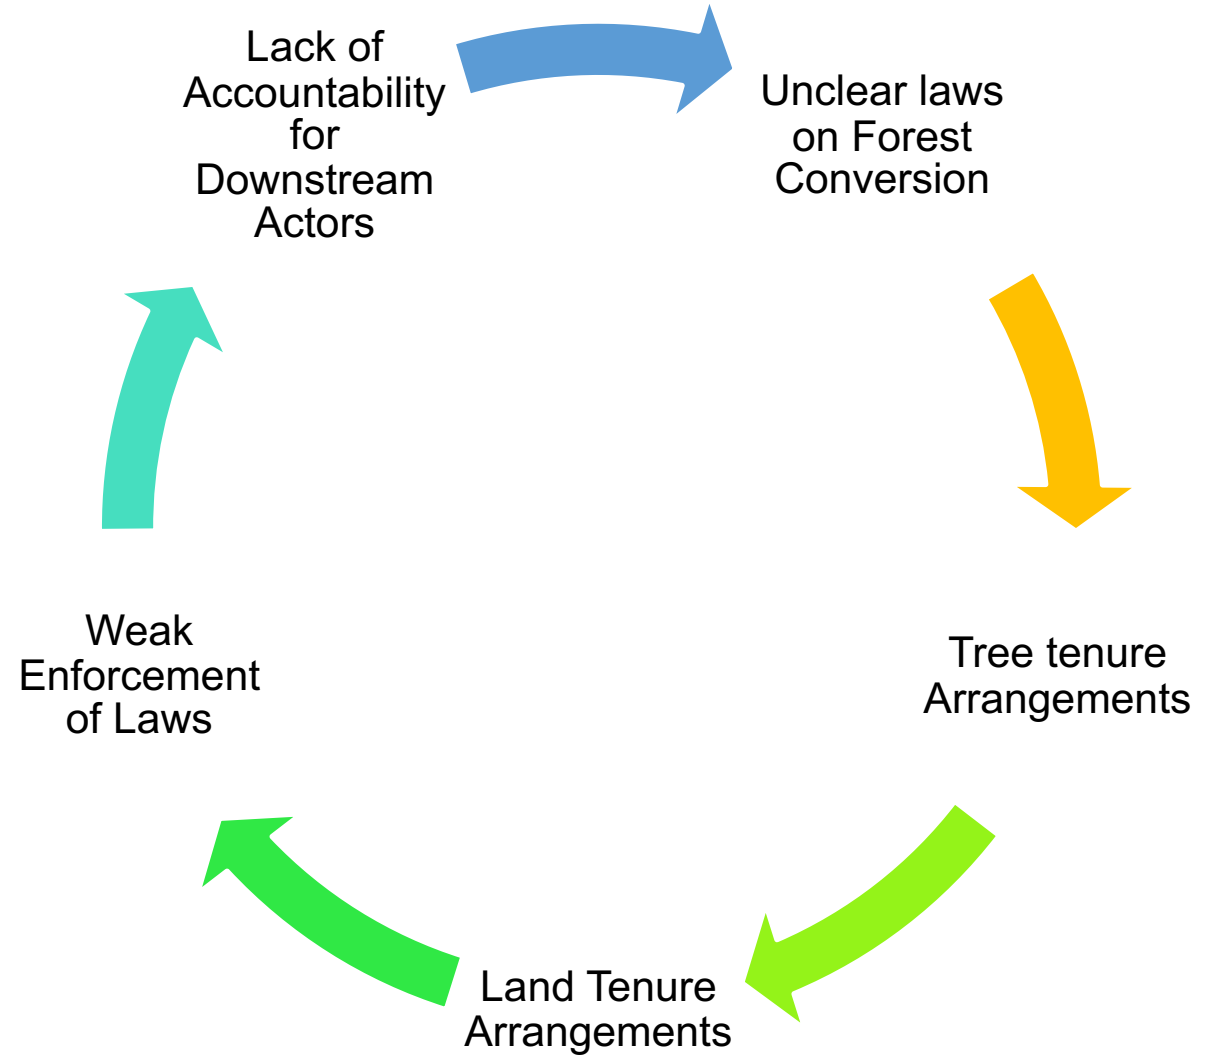 Lack of
Accountability
for
Downstream
Actors
Unclear laws
on Forest
Conversion
Tree tenure
Arrangements
Land Tenure
Arrangements
Weak
Enforcement
of Laws